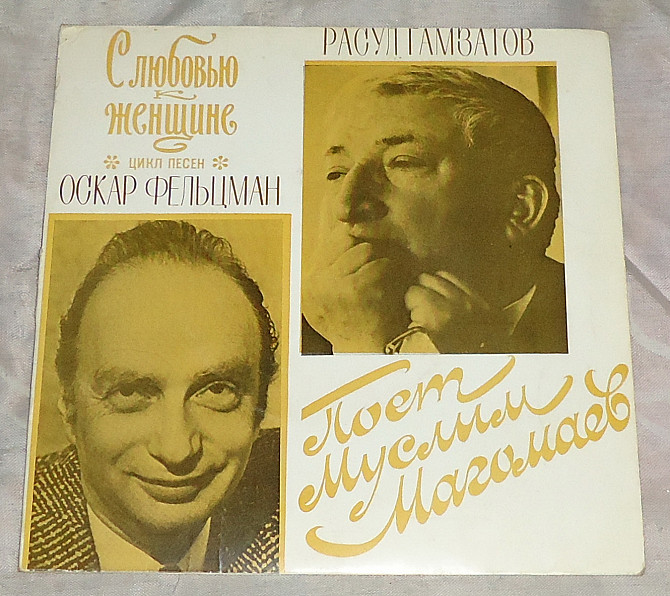 С любовью
к
женщине
ЦИКЛ ПЕСЕН
ОСКАР ФЕЛЬЦМАН
РАСУЛ ГАМЗАТОВ
Поет
Муслим
Магомаев